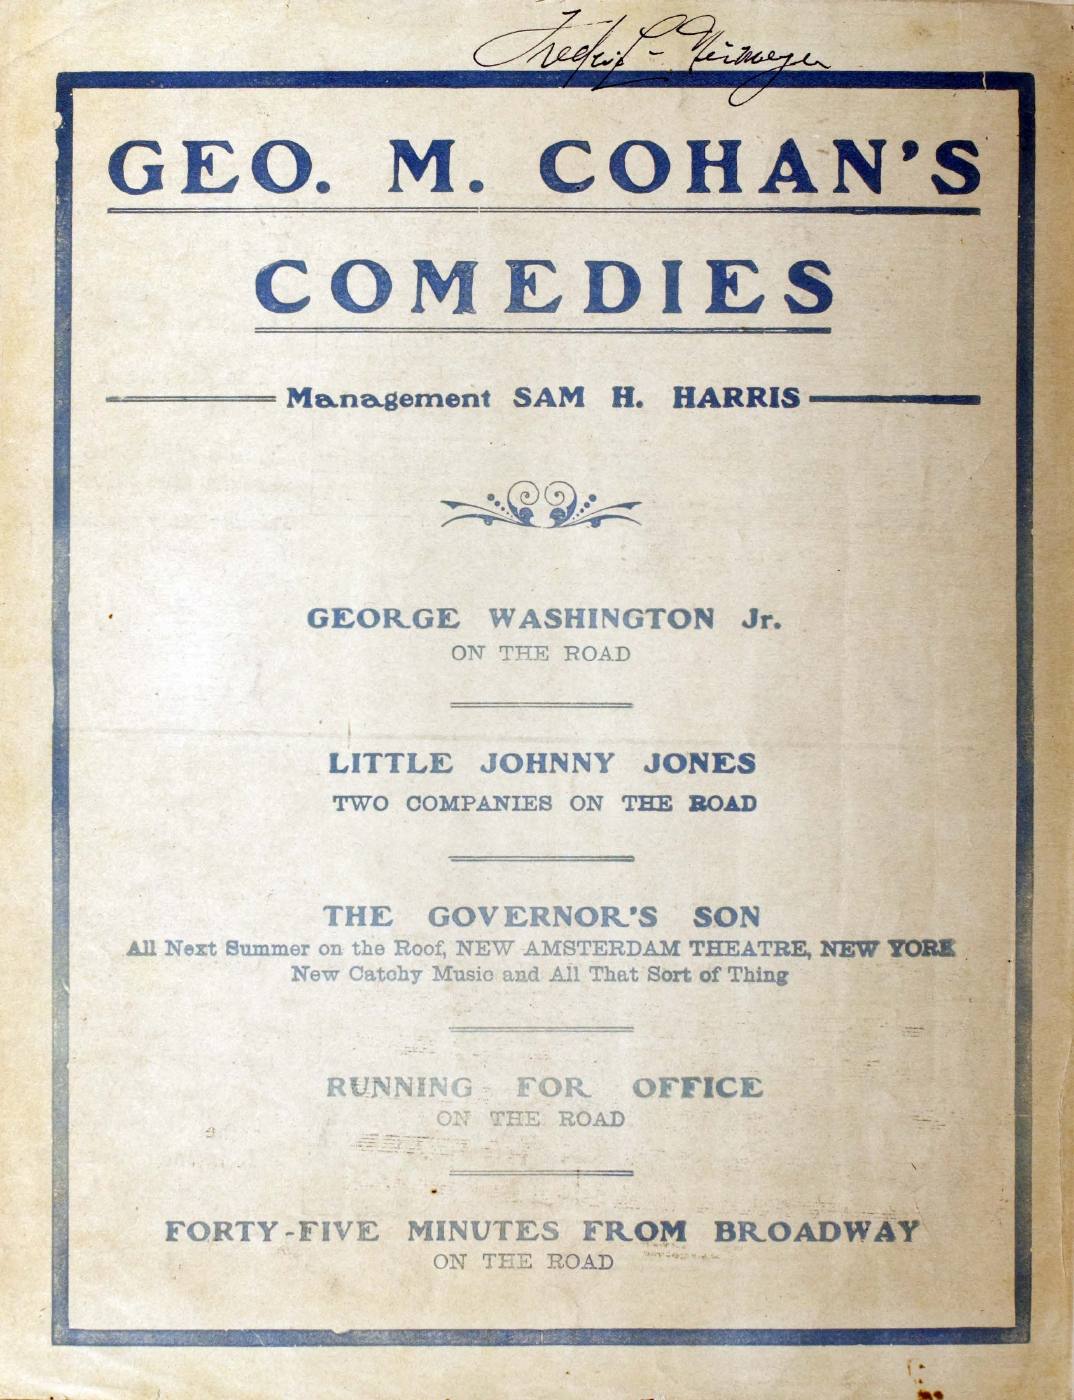 GEO. M. COHAN'S
COMEDIES
Management SAM H. HARRIS
GEORGE WASHINGTON Jr.
ON THE ROAD
LITTLE JOHNNY JONES
TWO COMPANIES ON THE ROAD
THE GOVERNOR'S SON
All Next Summer on the Roof, NEW AMSTERDAM THEATRE, NEW YORK
New Catchy Music and All That Sort of Thing
RUNNING FOR OFFICE
ON THE ROAD
FORTY-FIVE MINUTES FROM BROADWAY
ON THE ROAD